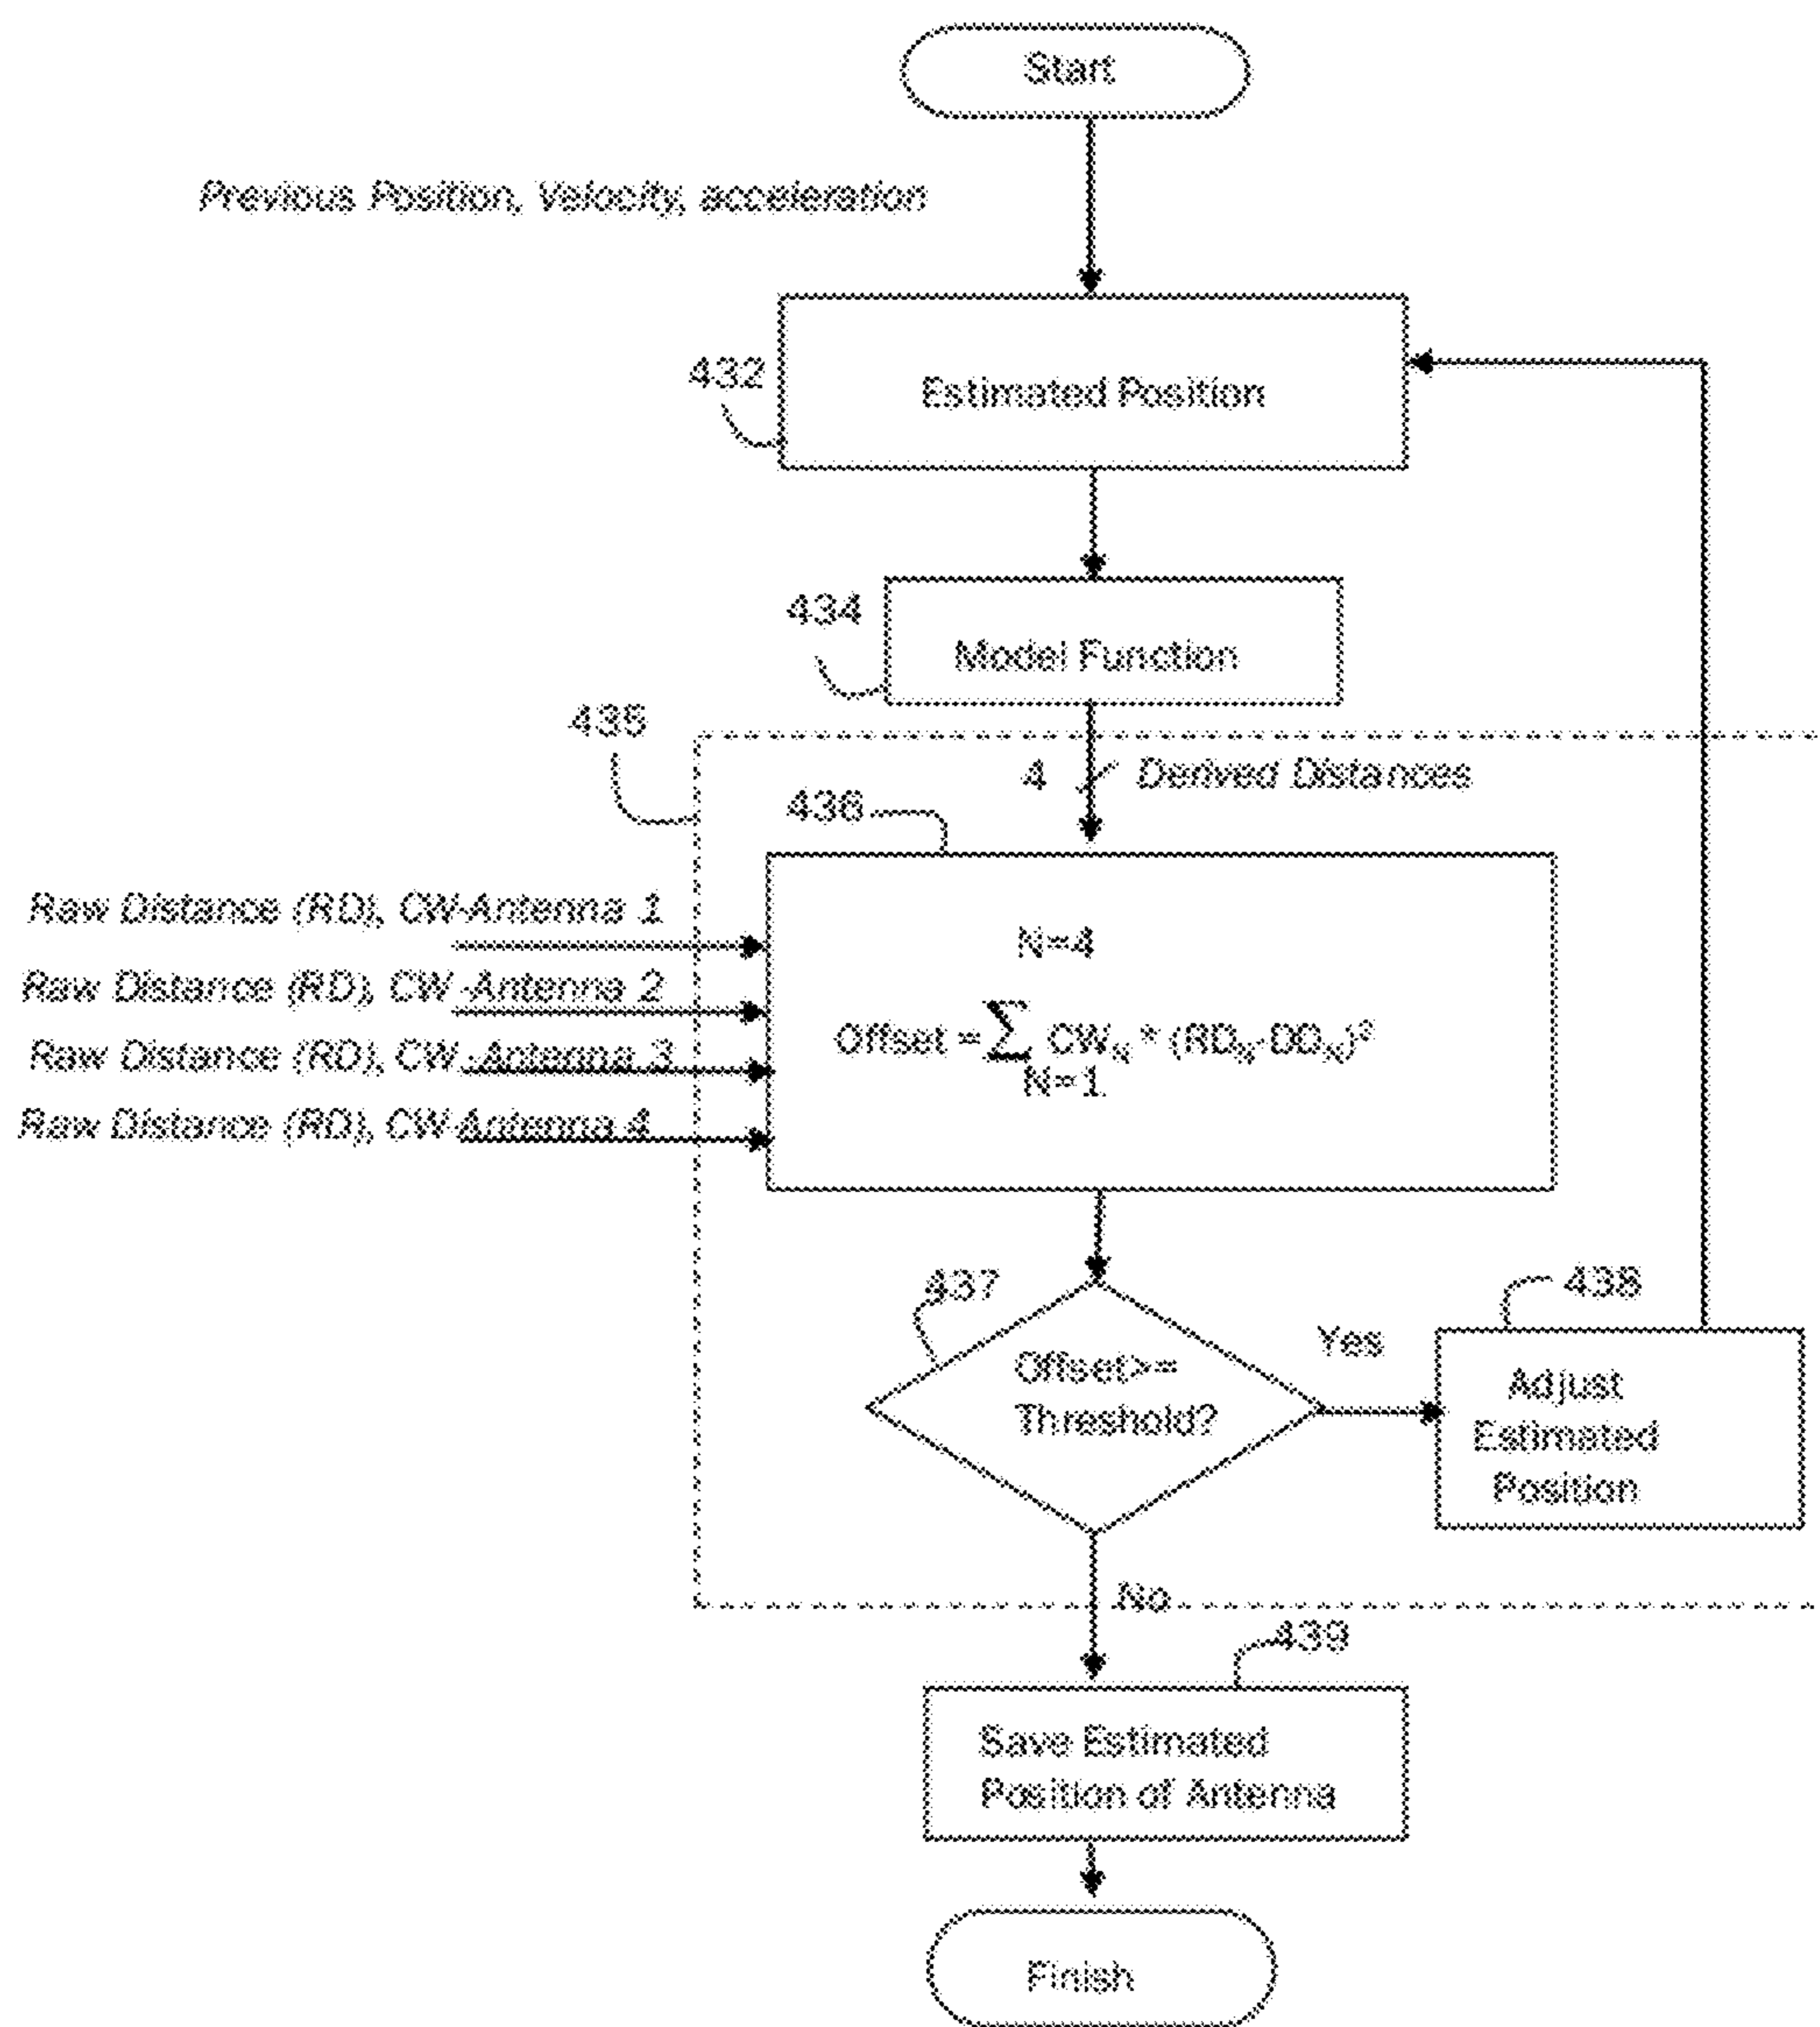 Start
Previous Position, Velocity, acceleration
432
Estimated Position
434
Model Function
435
4 Derived Distances
436
Raw Distance (RD), CW-Antenna 1
Raw Distance (RD), CW-Antenna 2
Raw Distance (RD), CW-Antenna 3
Raw Distance (RD), CW-Antenna 4
N=4
Offset = ∑ CW_N * (RD_N-DD_N)²
N=1
437
Offset>=
Threshold?
Yes
438
Adjust
Estimated
Position
No
439
Save Estimated
Position of Antenna
Finish